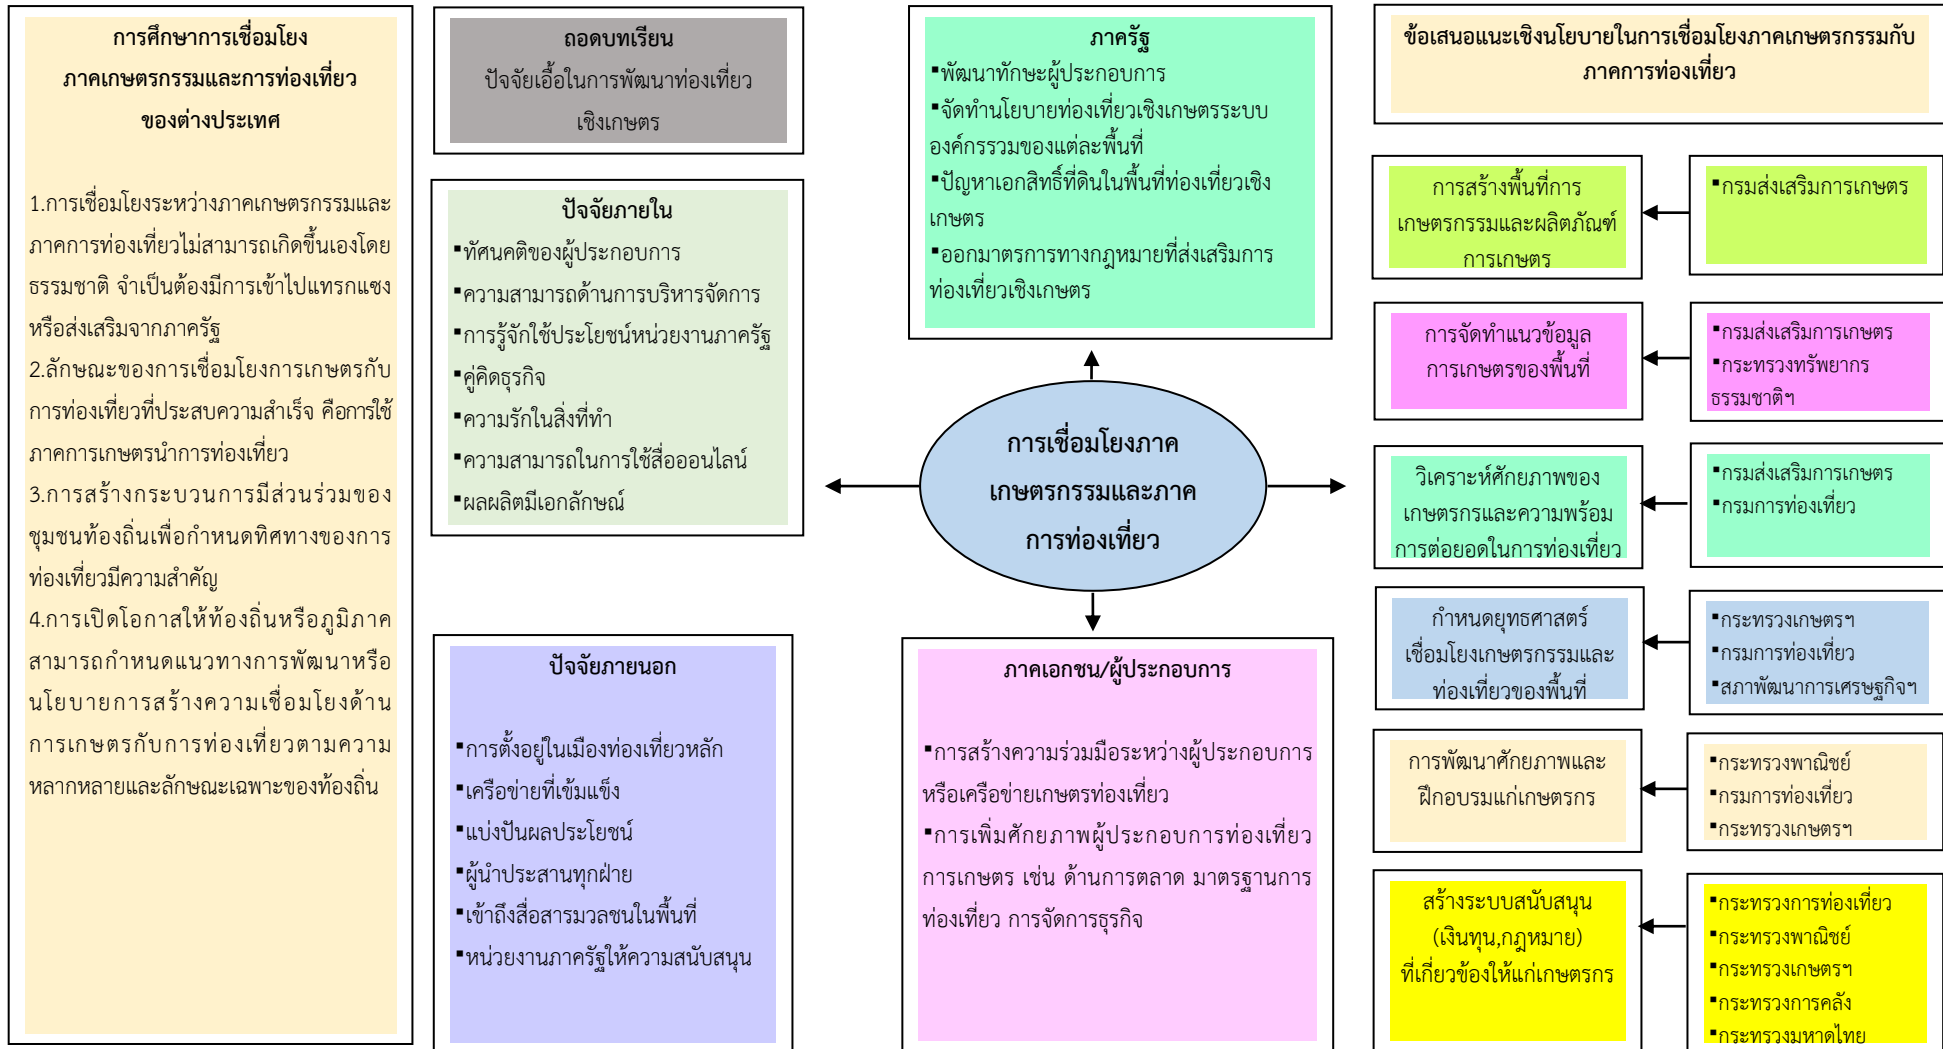 การศึกษาการเชื่อมโยง
ภาคเกษตรกรรมและการท่องเที่ยว
ของต่างประเทศ
1.การเชื่อมโยงระหว่างภาคเกษตรกรรมและ
ภาคการท่องเที่ยวไม่สามารถเกิดขึ้นเองโดย
ธรรมชาติ จำเป็นต้องมีการเข้าไปแทรกแซง
หรือส่งเสริมจากภาครัฐ
2.ลักษณะของการเชื่อมโยงการเกษตรกับ
การท่องเที่ยวที่ประสบความสำเร็จ คือการใช้
ภาคการเกษตรนำการท่องเที่ยว
3.การสร้างกระบวนการมีส่วนร่วมของ
ชุมชนท้องถิ่นเพื่อกำหนดทิศทางของการ
ท่องเที่ยวมีความสำคัญ
4.การเปิดโอกาสให้ท้องถิ่นหรือภูมิภาค
สามารถกำหนดแนวทางการพัฒนาหรือ
นโยบายการสร้างความเชื่อมโยงด้าน
การเกษตรกับการท่องเที่ยวตามความ
หลากหลายและลักษณะเฉพาะของท้องถิ่น
ถอดบทเรียน
ปัจจัยเอื้อในการพัฒนาท่องเที่ยว
เชิงเกษตร
ปัจจัยภายใน
▪ทัศนคติของผู้ประกอบการ
▪ความสามารถด้านการบริหารจัดการ
▪การรู้จักใช้ประโยชน์หน่วยงานภาครัฐ
▪คู่คิดธุรกิจ
▪ความรักในสิ่งที่ทำ
▪ความสามารถในการใช้สื่อออนไลน์
▪ผลผลิตมีเอกลักษณ์
ปัจจัยภายนอก
▪การตั้งอยู่ในเมืองท่องเที่ยวหลัก
▪เครือข่ายที่เข้มแข็ง
▪แบ่งปันผลประโยชน์
▪ผู้นำประสานทุกฝ่าย
▪เข้าถึงสื่อสารมวลชนในพื้นที่
▪หน่วยงานภาครัฐให้ความสนับสนุน
ภาครัฐ
▪พัฒนาทักษะผู้ประกอบการ
▪จัดทำนโยบายท่องเที่ยวเชิงเกษตรระบบ
องค์กรรวมของแต่ละพื้นที่
▪ปัญหาเอกสิทธิ์ที่ดินในพื้นที่ท่องเที่ยวเชิง
เกษตร
▪ออกมาตรการทางกฎหมายที่ส่งเสริมการ
ท่องเที่ยวเชิงเกษตร
การเชื่อมโยงภาค
เกษตรกรรมและภาค
การท่องเที่ยว
ภาคเอกชน/ผู้ประกอบการ
▪การสร้างความร่วมมือระหว่างผู้ประกอบการ
หรือเครือข่ายเกษตรท่องเที่ยว
▪การเพิ่มศักยภาพผู้ประกอบการท่องเที่ยว
การเกษตร เช่น ด้านการตลาด มาตรฐานการ
ท่องเที่ยว การจัดการธุรกิจ
ข้อเสนอแนะเชิงนโยบายในการเชื่อมโยงภาคเกษตรกรรมกับ
ภาคการท่องเที่ยว
การสร้างพื้นที่การ
เกษตรกรรมและผลิตภัณฑ์
การเกษตร
▪กรมส่งเสริมการเกษตร
การจัดทำแนวข้อมูล
การเกษตรของพื้นที่
▪กรมส่งเสริมการเกษตร
▪กระทรวงทรัพยากร
ธรรมชาติฯ
วิเคราะห์ศักยภาพของ
เกษตรกรและความพร้อม
การต่อยอดในการท่องเที่ยว
▪กรมส่งเสริมการเกษตร
▪กรมการท่องเที่ยว
กำหนดยุทธศาสตร์
เชื่อมโยงเกษตรกรรมและ
ท่องเที่ยวของพื้นที่
▪กระทรวงเกษตรฯ
▪กรมการท่องเที่ยว
▪สภาพัฒนาการเศรษฐกิจฯ
การพัฒนาศักยภาพและ
ฝึกอบรมแก่เกษตรกร
▪กระทรวงพาณิชย์
▪กรมการท่องเที่ยว
▪กระทรวงเกษตรฯ
สร้างระบบสนับสนุน
(เงินทุน,กฎหมาย)
ที่เกี่ยวข้องให้แก่เกษตรกร
▪กระทรวงการท่องเที่ยว
▪กระทรวงพาณิชย์
▪กระทรวงเกษตรฯ
▪กระทรวงการคลัง
▪กระทรวงมหาดไทย